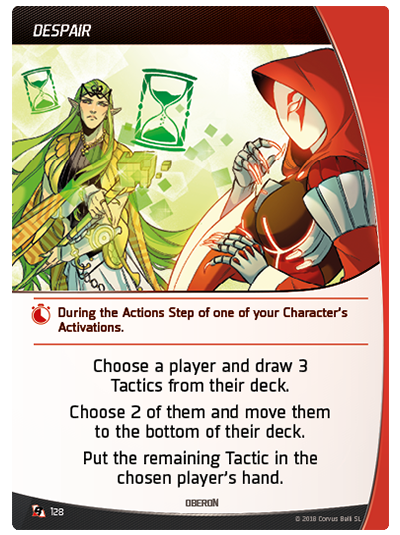 DESPAIR
During the Actions Step of one of your Character's
Activations.
Choose a player and draw 3
Tactics from their deck.
Choose 2 of them and move them
to the bottom of their deck.
Put the remaining Tactic in the
chosen player's hand.
OBERON
128
© 2018 Corvus Belli SL